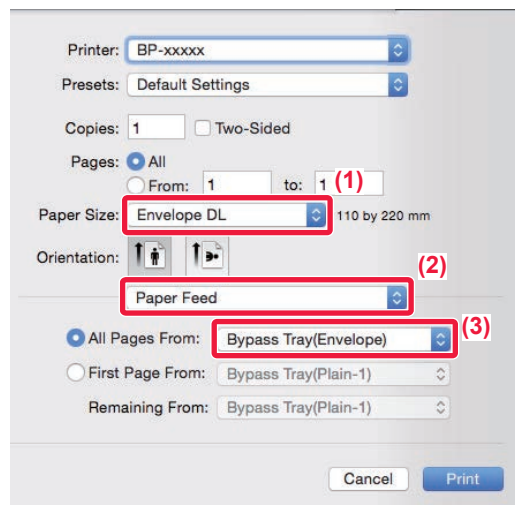 Printer: BP-xxxxx
Presets: Default Settings
Copies: 1 Two-Sided
Pages: All
From: 1 to: 1 (1)
Paper Size: Envelope DL 110 by 220 mm
Orientation:
(2)
Paper Feed
(3)
All Pages From: Bypass Tray(Envelope)
First Page From: Bypass Tray(Plain-1)
Remaining From: Bypass Tray(Plain-1)
Cancel Print